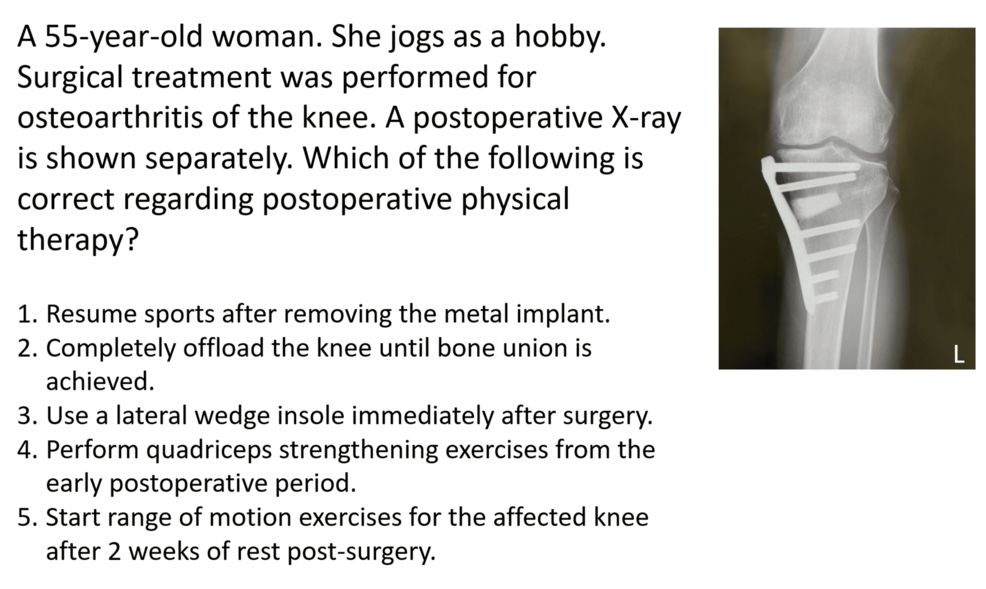 A 55-year-old woman. She jogs as a hobby.
Surgical treatment was performed for
osteoarthritis of the knee. A postoperative X-ray
is shown separately. Which of the following is
correct regarding postoperative physical
therapy?
1. Resume sports after removing the metal implant.
2. Completely offload the knee until bone union is
achieved.
3. Use a lateral wedge insole immediately after surgery.
4. Perform quadriceps strengthening exercises from the
early postoperative period.
5. Start range of motion exercises for the affected knee
after 2 weeks of rest post-surgery.
L